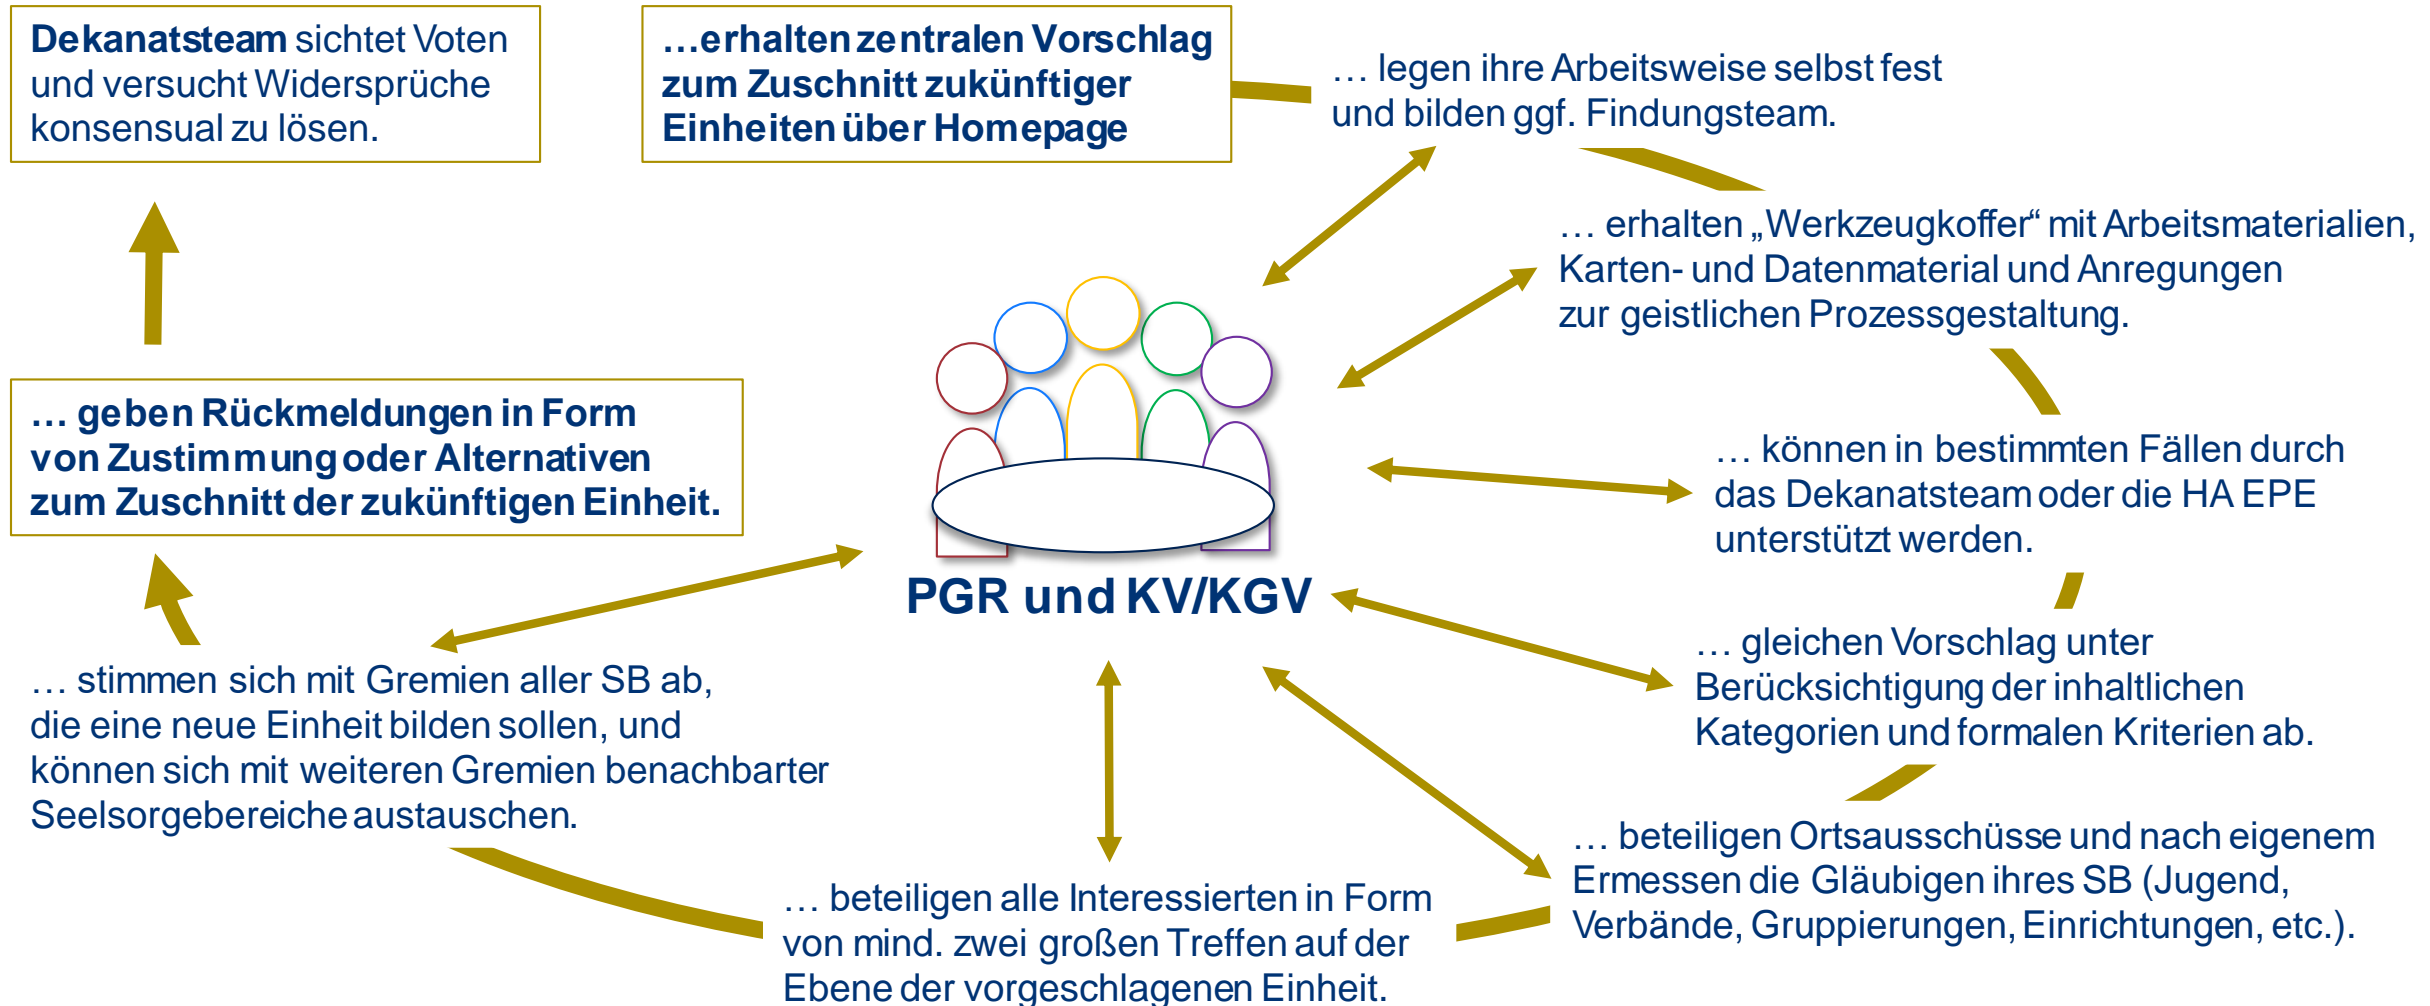 Dekanatsteam sichtet Voten
und versucht Widersprüche
konsensual zu lösen.
…erhalten zentralen Vorschlag
zum Zuschnitt zukünftiger
Einheiten über Homepage
… legen ihre Arbeitsweise selbst fest
und bilden ggf. Findungsteam.
… erhalten „Werkzeugkoffer“ mit Arbeitsmaterialien,
Karten- und Datenmaterial und Anregungen
zur geistlichen Prozessgestaltung.
… können in bestimmten Fällen durch
das Dekanatsteam oder die HA EPE
unterstützt werden.
… gleichen Vorschlag unter
Berücksichtigung der inhaltlichen
Kategorien und formalen Kriterien ab.
… beteiligen Ortsausschüsse und nach eigenem
Ermessen die Gläubigen ihres SB (Jugend,
Verbände, Gruppierungen, Einrichtungen, etc.).
… beteiligen alle Interessierten in Form
von mind. zwei großen Treffen auf der
Ebene der vorgeschlagenen Einheit.
… stimmen sich mit Gremien aller SB ab,
die eine neue Einheit bilden sollen, und
können sich mit weiteren Gremien benachbarter
Seelsorgebereiche austauschen.
… geben Rückmeldungen in Form
von Zustimmung oder Alternativen
zum Zuschnitt der zukünftigen Einheit.
PGR und KV/KGV